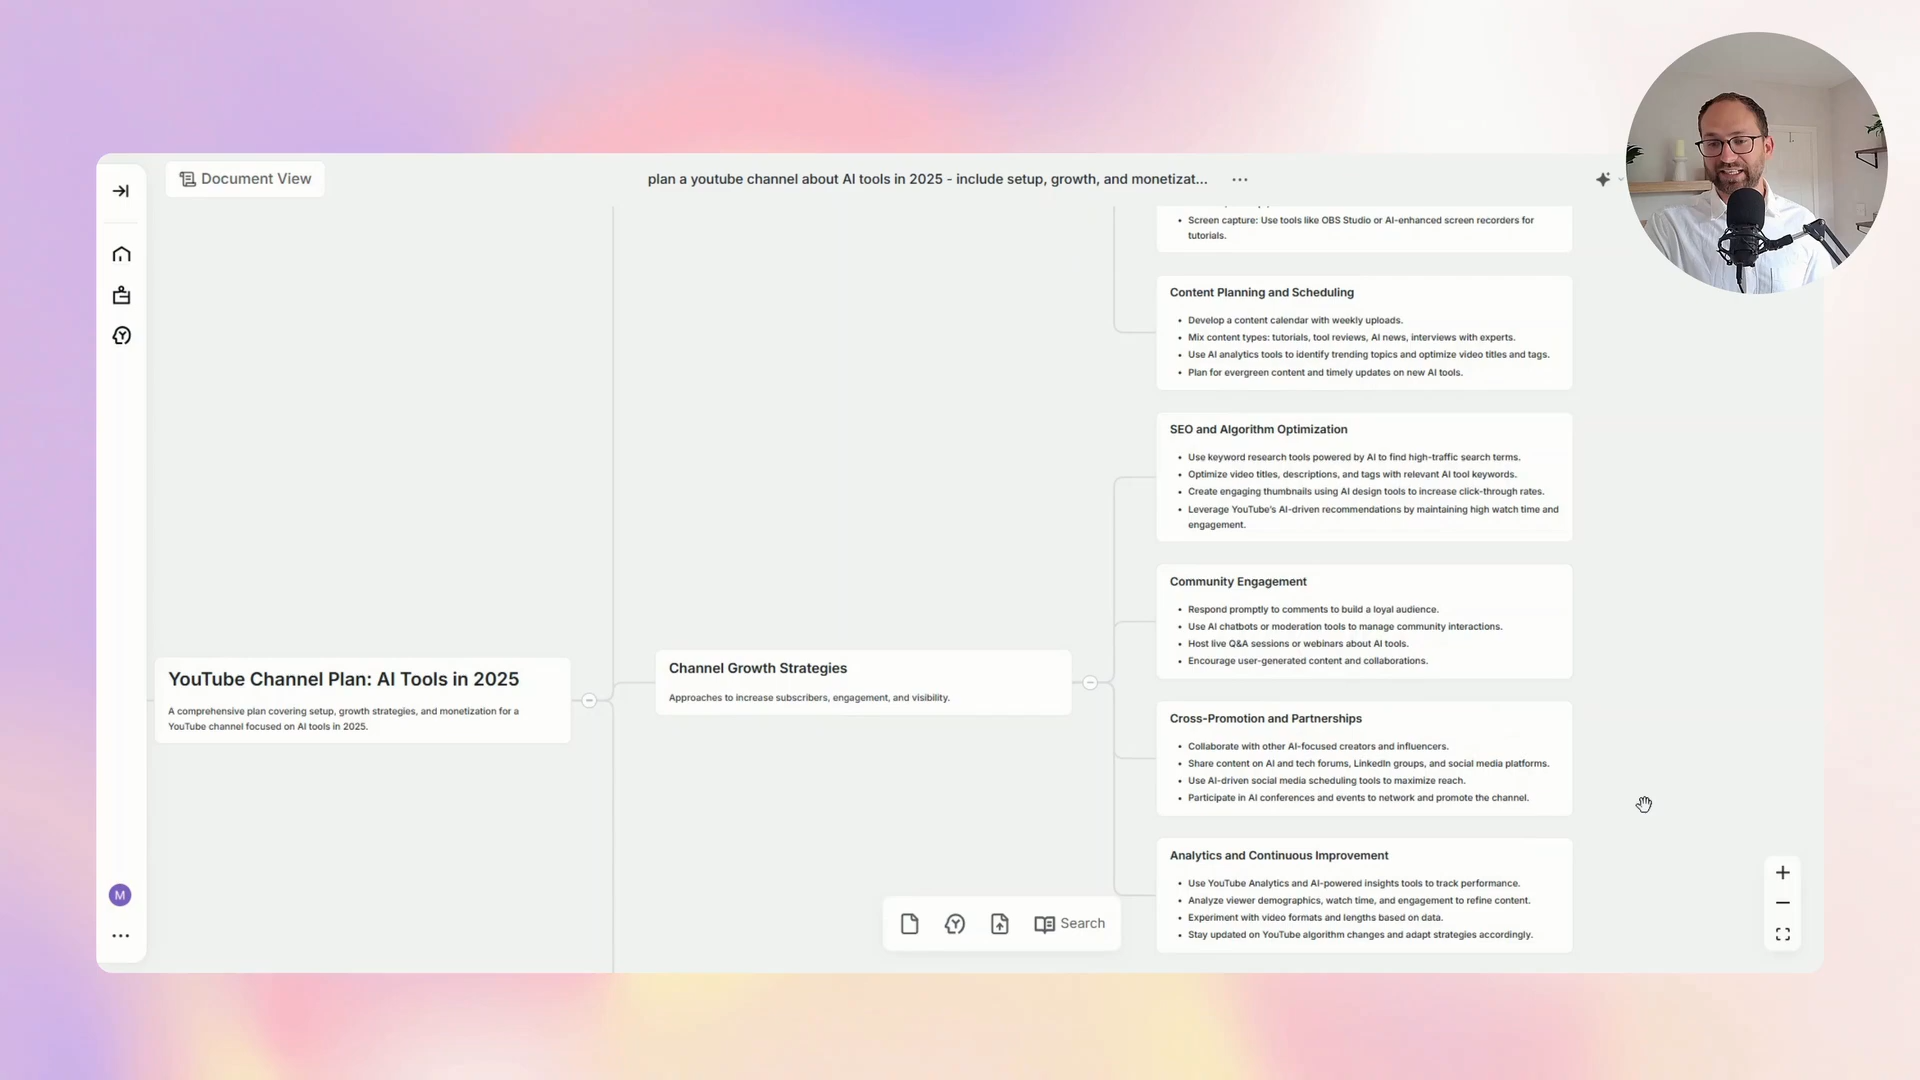 Document View
plan a youtube channel about AI tools in 2025 - include setup, growth, and monetizat...
• Screen capture: Use tools like OBS Studio or AI-enhanced screen recorders for
tutorials.
Content Planning and Scheduling
• Develop a content calendar with weekly uploads.
• Mix content types: tutorials, tool reviews, AI news, interviews with experts.
• Use AI analytics tools to identify trending topics and optimize video titles and tags.
• Plan for evergreen content and timely updates on new AI tools.
SEO and Algorithm Optimization
• Use keyword research tools powered by AI to find high-traffic search terms.
• Optimize video titles, descriptions, and tags with relevant AI tool keywords.
• Create engaging thumbnails using AI design tools to increase click-through rates.
• Leverage YouTube's AI-driven recommendations by maintaining high watch time and
engagement.
Community Engagement
• Respond promptly to comments to build a loyal audience.
• Use AI chatbots or moderation tools to manage community interactions.
• Host live Q&A sessions or webinars about AI tools.
• Encourage user-generated content and collaborations.
YouTube Channel Plan: AI Tools in 2025
A comprehensive plan covering setup, growth strategies, and monetization for a
YouTube channel focused on AI tools in 2025.
Channel Growth Strategies
Approaches to increase subscribers, engagement, and visibility.
Cross-Promotion and Partnerships
• Collaborate with other AI-focused creators and influencers.
• Share content on AI and tech forums, LinkedIn groups, and social media platforms.
• Use AI-driven social media scheduling tools to maximize reach.
• Participate in AI conferences and events to network and promote the channel.
Analytics and Continuous Improvement
• Use YouTube Analytics and AI-powered insights tools to track performance.
• Analyze viewer demographics, watch time, and engagement to refine content.
• Experiment with video formats and lengths based on data.
• Stay updated on YouTube algorithm changes and adapt strategies accordingly.
M
Search